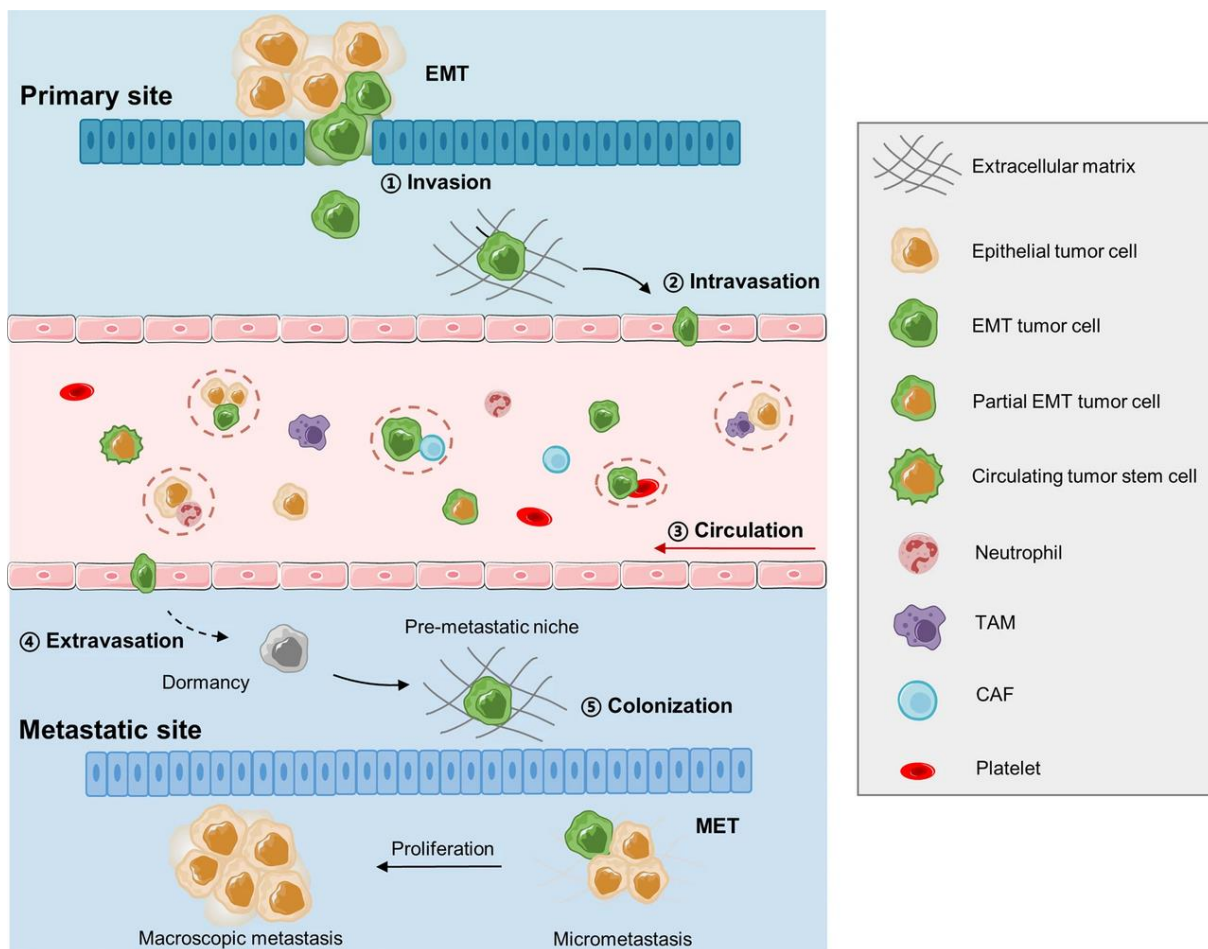 EMT
Primary site
① Invasion
② Intravasation
③ Circulation
④ Extravasation
Dormancy
Pre-metastatic niche
⑤ Colonization
Metastatic site
MET
Proliferation
Macroscopic metastasis
Micrometastasis
Extracellular matrix
Epithelial tumor cell
EMT tumor cell
Partial EMT tumor cell
Circulating tumor stem cell
Neutrophil
TAM
CAF
Platelet